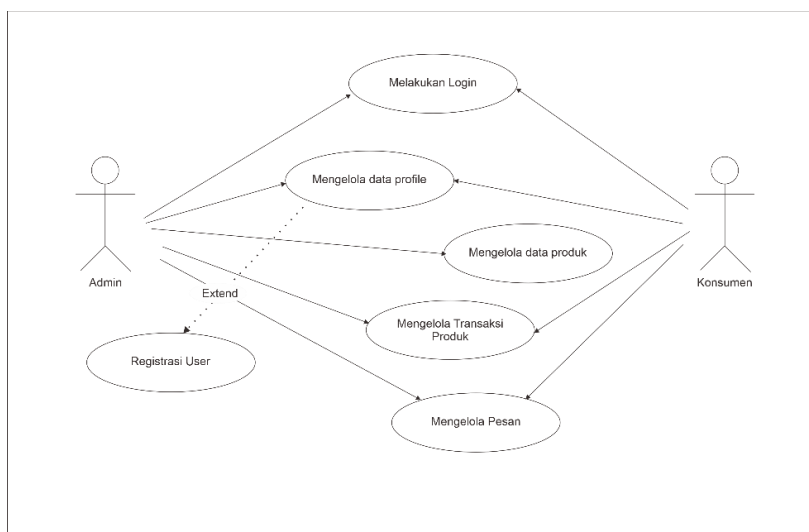 Melakukan Login
Mengelola data profile
Mengelola data produk
Admin
Konsumen
Extend
Mengelola Transaksi
Produk
Registrasi User
Mengelola Pesan